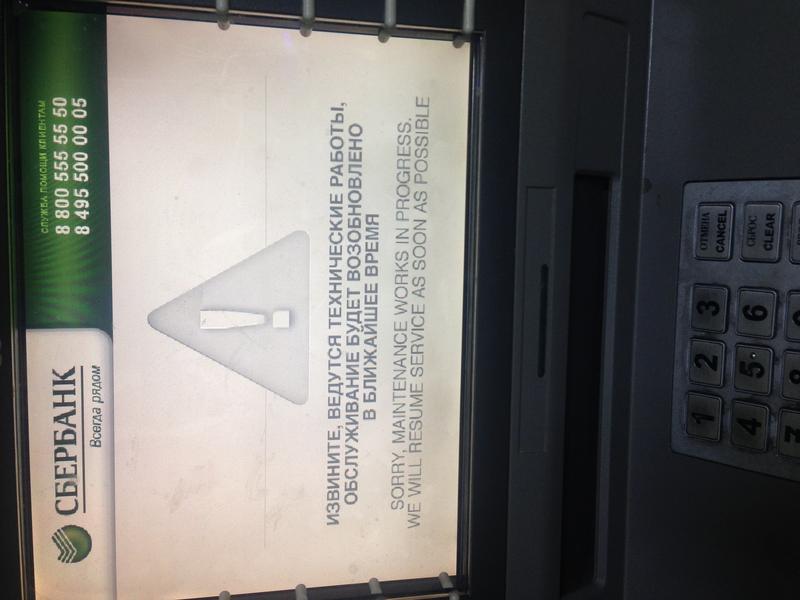 СБЕРБАНК
Всегда рядом
СЛУЖБА ПОМОЩИ КЛИЕНТАМ
8 800 555 55 50
8 495 500 00 05
ИЗВИНИТЕ, ВЕДУТСЯ ТЕХНИЧЕСКИЕ РАБОТЫ,
ОБСЛУЖИВАНИЕ БУДЕТ ВОЗОБНОВЛЕНО
В БЛИЖАЙШЕЕ ВРЕМЯ
SORRY, MAINTENANCE WORKS IN PROGRESS.
WE WILL RESUME SERVICE AS SOON AS POSSIBLE
1 2 3 ОТМЕНА
CANCEL
4 5 6 СБРОС
CLEAR